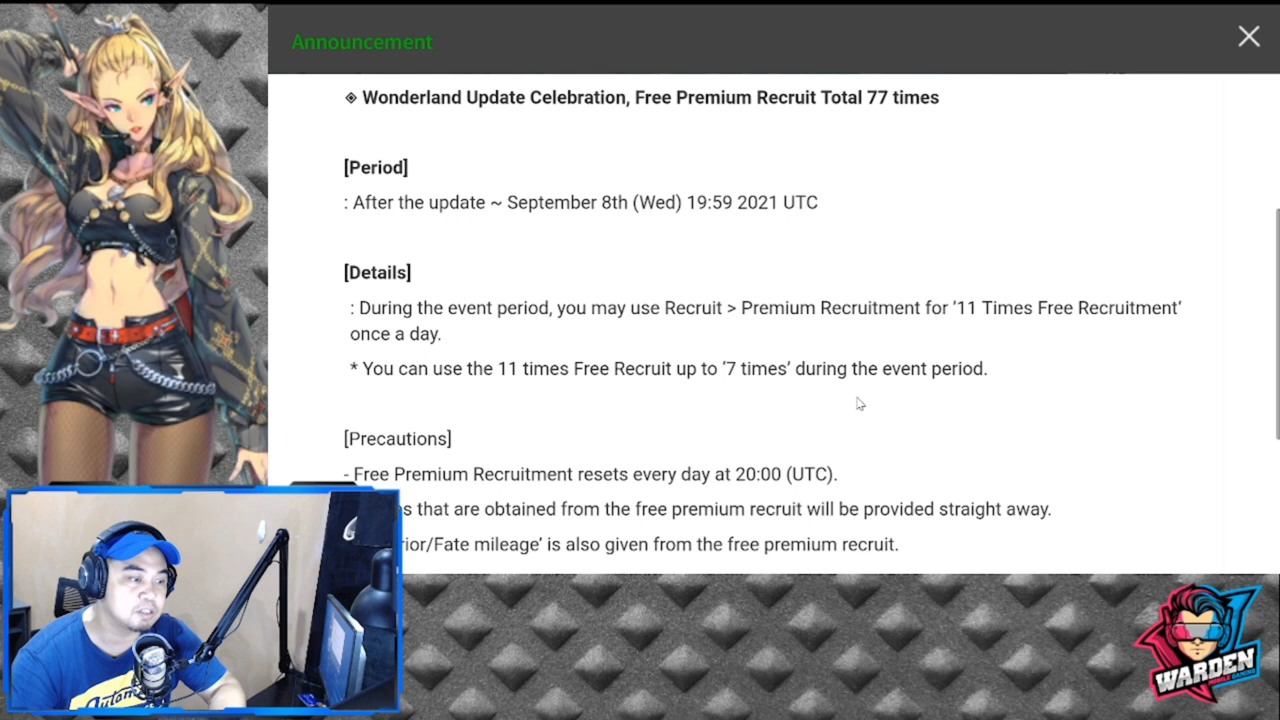 Announcement
◈ Wonderland Update Celebration, Free Premium Recruit Total 77 times
[Period]
: After the update ~ September 8th (Wed) 19:59 2021 UTC
[Details]
: During the event period, you may use Recruit > Premium Recruitment for '11 Times Free Recruitment'
once a day.
* You can use the 11 times Free Recruit up to '7 times' during the event period.
[Precautions]
- Free Premium Recruitment resets every day at 20:00 (UTC).
that are obtained from the free premium recruit will be provided straight away.
mileage' is also given from the free premium recruit.
WARDEN
MOBILE GAMING